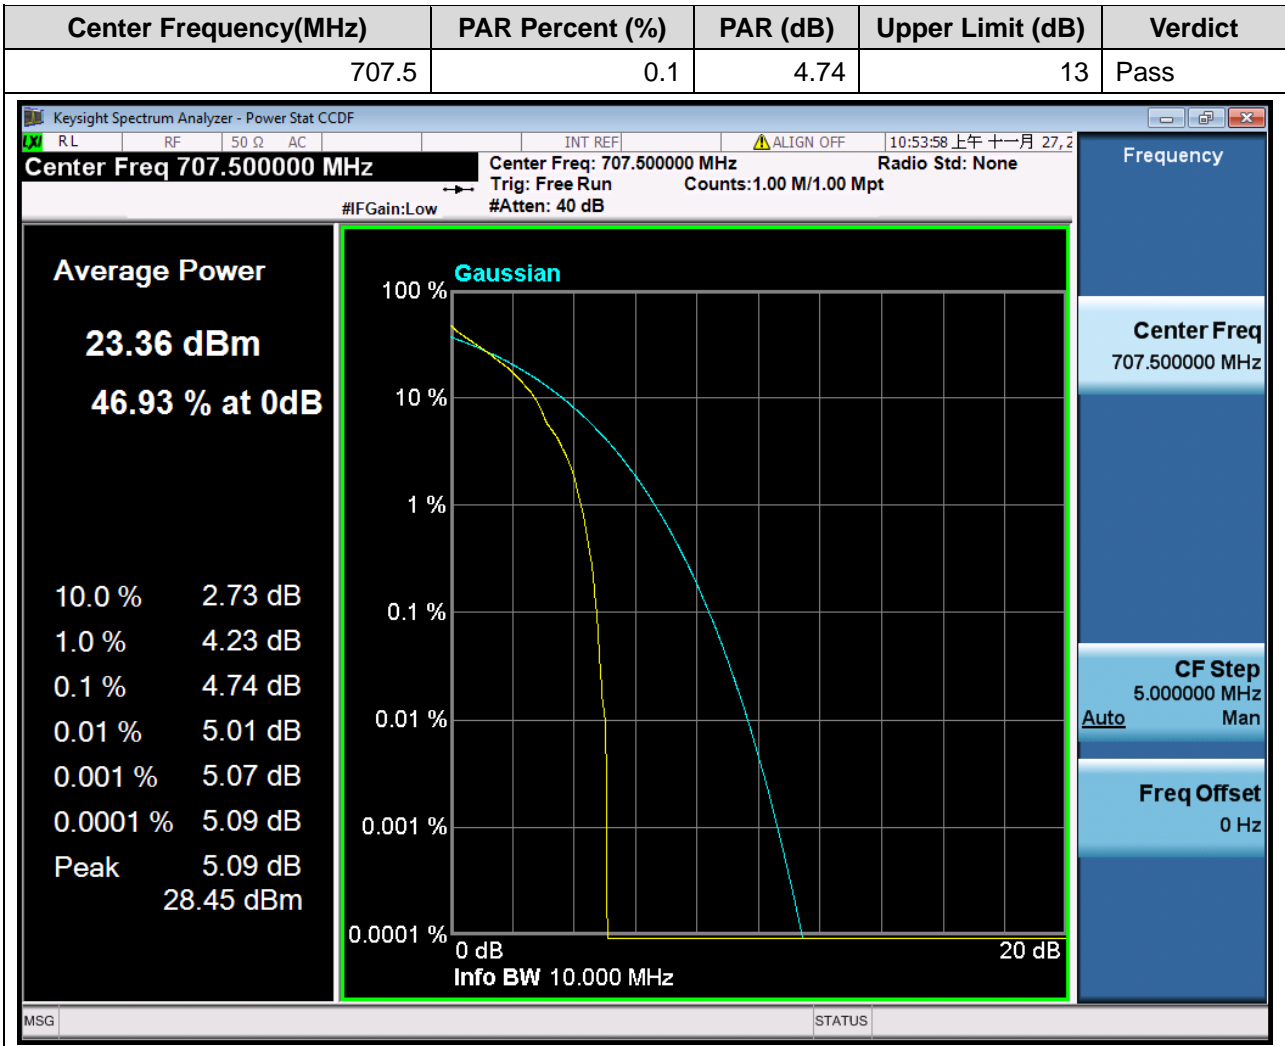 Center Frequency(MHz) PAR Percent (%) PAR (dB) Upper Limit (dB) Verdict
707.5 0.1 4.74 13 Pass
Keysight Spectrum Analyzer - Power Stat CCDF
LXI RL RF 50 Ω AC INT REF ALIGN OFF 10:53:58 上午 十一月 27, 2
Center Freq 707.500000 MHz
Center Freq: 707.500000 MHz Radio Std: None
Trig: Free Run Counts:1.00 M/1.00 Mpt
#IFGain:Low #Atten: 40 dB
Average Power
23.36 dBm
46.93 % at 0dB
10.0 % 2.73 dB
1.0 % 4.23 dB
0.1 % 4.74 dB
0.01 % 5.01 dB
0.001 % 5.07 dB
0.0001 % 5.09 dB
Peak 5.09 dB
28.45 dBm
Gaussian
100 %
10 %
1 %
0.1 %
0.01 %
0.001 %
0.0001 %
0 dB 20 dB
Info BW 10.000 MHz
Frequency
Center Freq
707.500000 MHz
CF Step
5.000000 MHz
Auto Man
Freq Offset
0 Hz
MSG STATUS